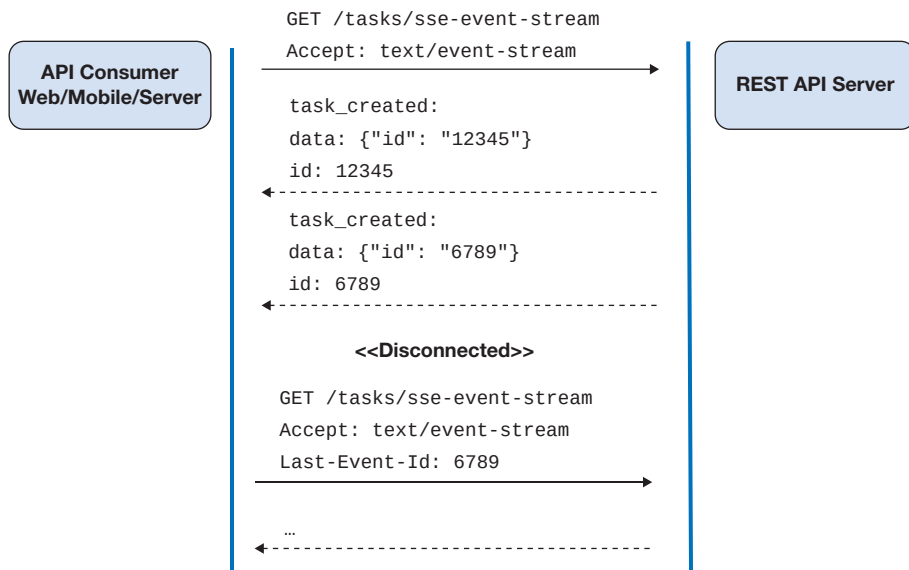 GET /tasks/sse-event-stream
Accept: text/event-stream
API Consumer
Web/Mobile/Server
REST API Server
task_created:
data: {"id": "12345"}
id: 12345
task_created:
data: {"id": "6789"}
id: 6789
<<Disconnected>>
GET /tasks/sse-event-stream
Accept: text/event-stream
Last-Event-Id: 6789
…